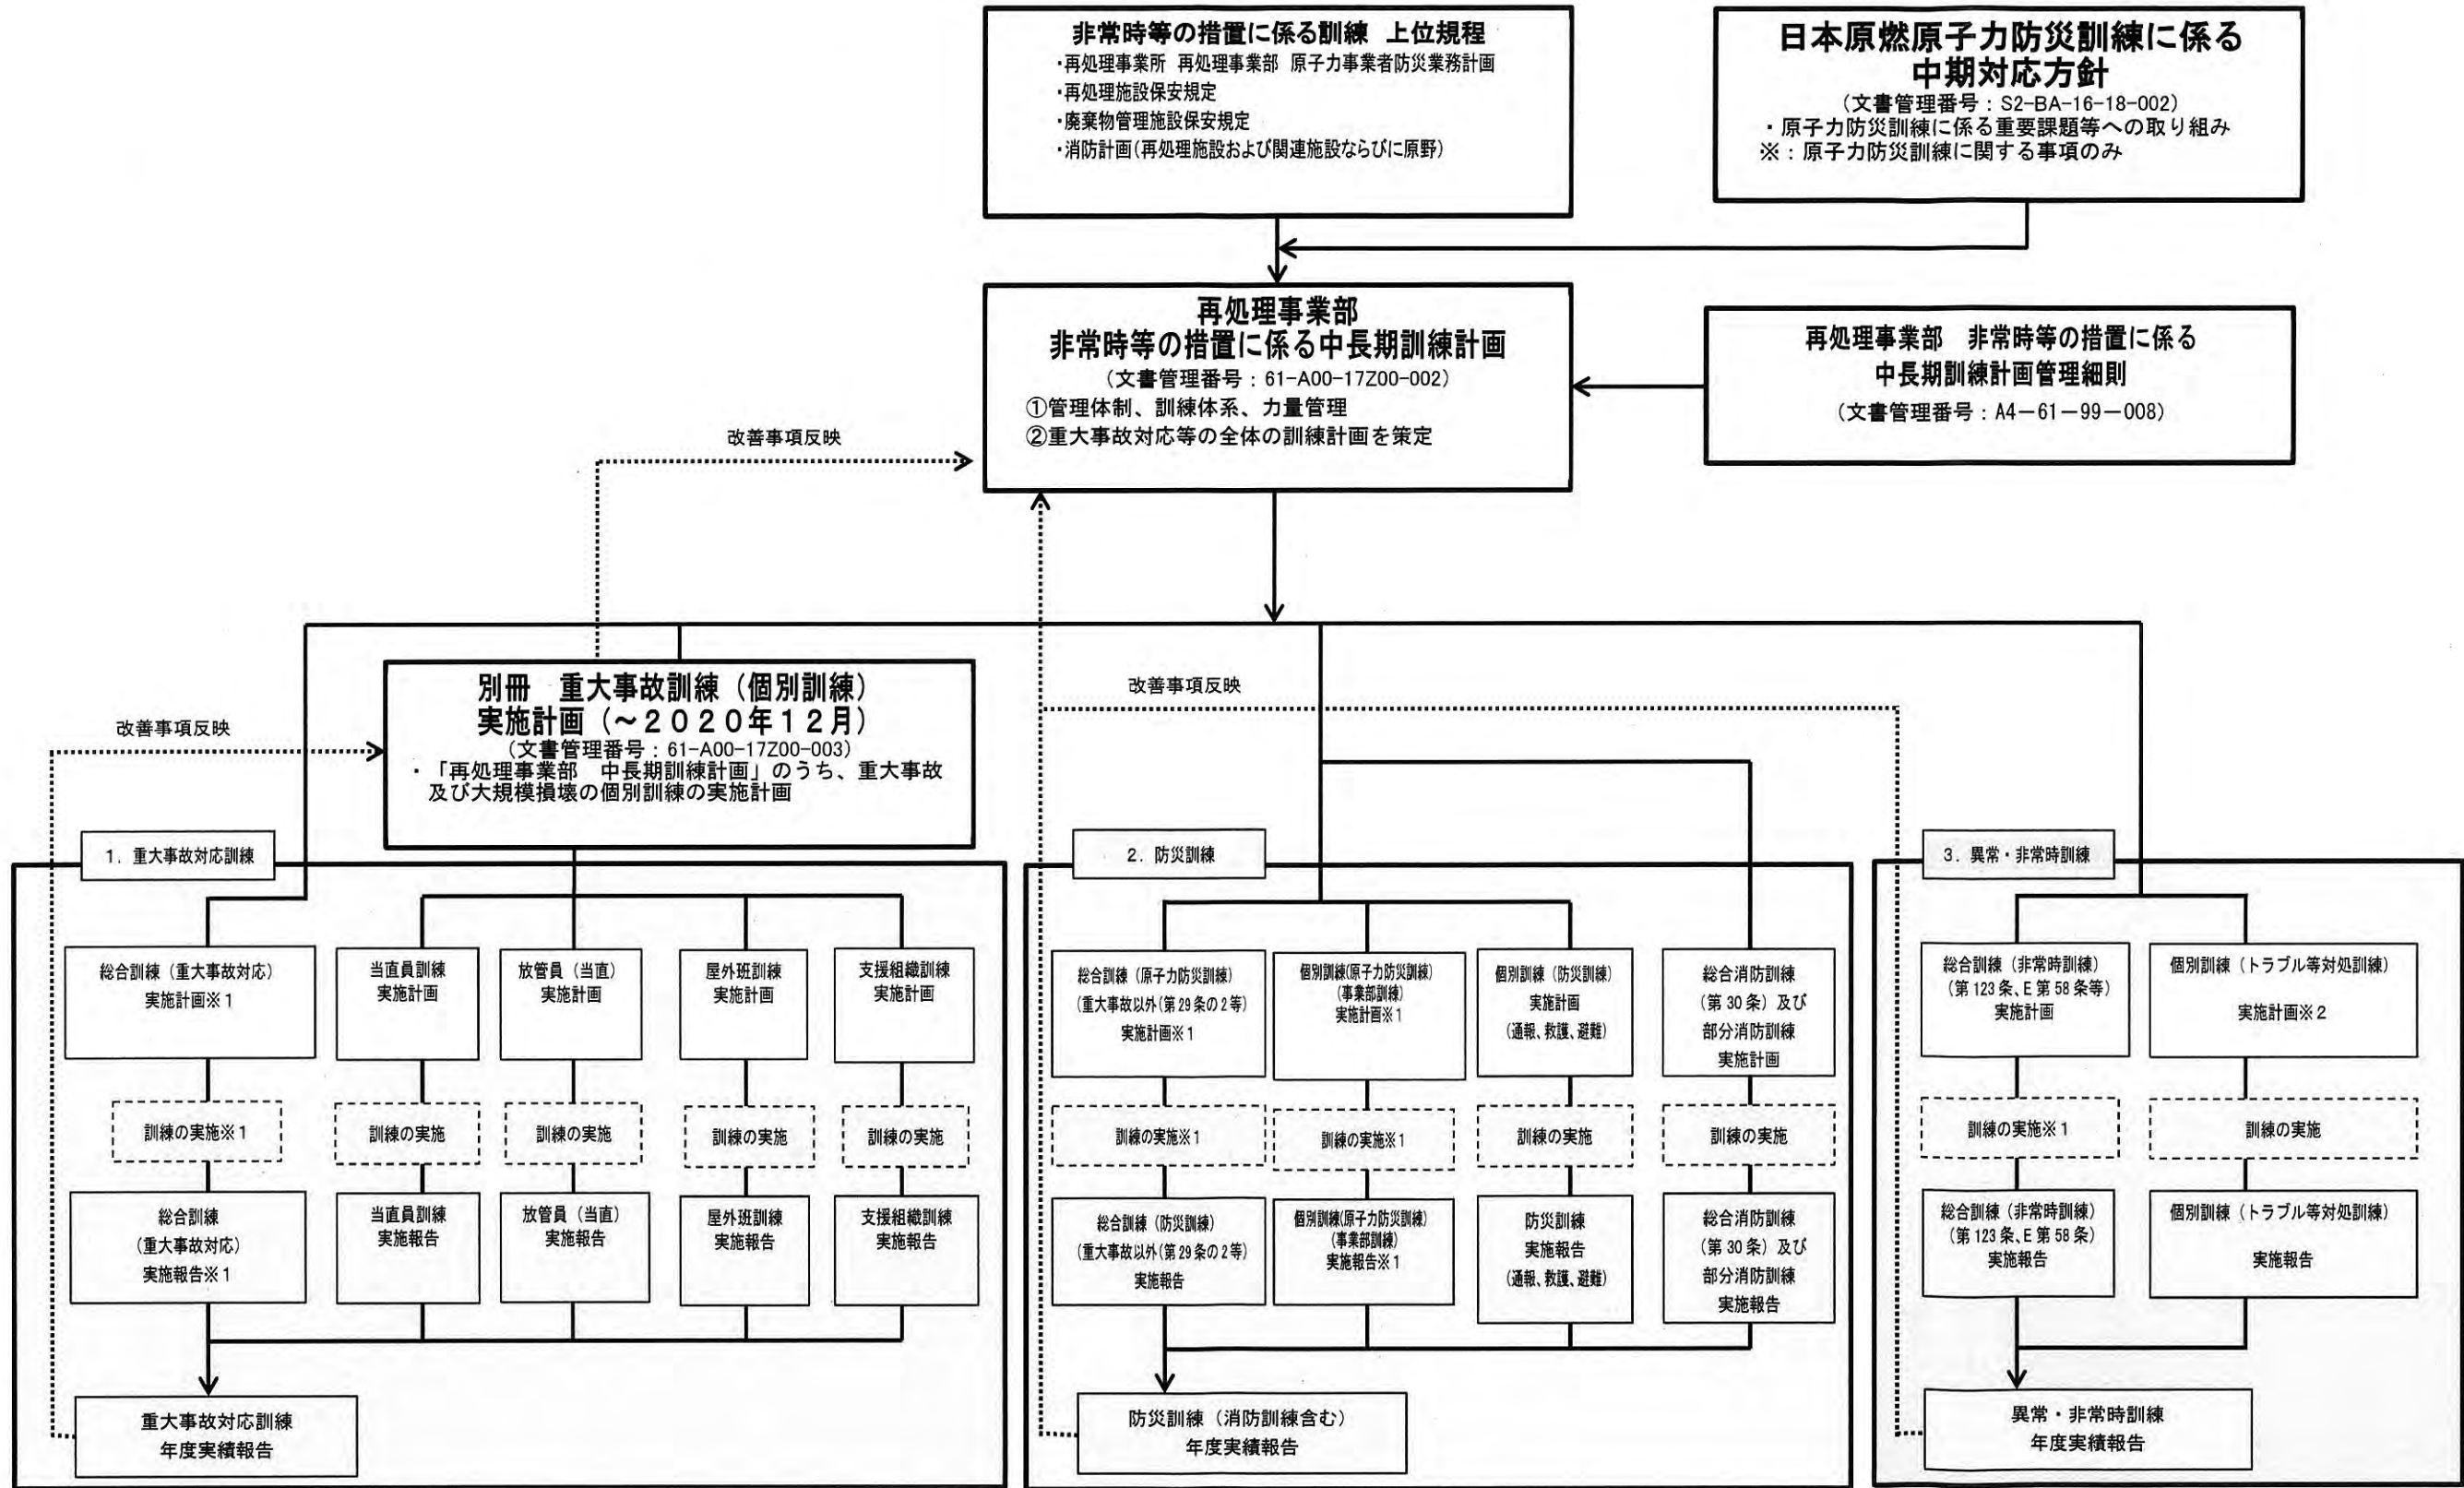 非常時等の措置に係る訓練 上位規程
・再処理事業所 再処理事業部 原子力事業者防災業務計画
・再処理施設保安規定
・廃棄物管理施設保安規定
・消防計画(再処理施設および関連施設ならびに原野)
日本原燃原子力防災訓練に係る
中期対応方針
(文書管理番号：S2-BA-16-18-002)
・原子力防災訓練に係る重要課題等への取り組み
※：原子力防災訓練に関する事項のみ
再処理事業部
非常時等の措置に係る中長期訓練計画
(文書管理番号：61-A00-17Z00-002)
①管理体制、訓練体系、力量管理
②重大事故対応等の全体の訓練計画を策定
再処理事業部 非常時等の措置に係る
中長期訓練計画管理細則
(文書管理番号：A4－61－99－008)
改善事項反映
別冊 重大事故訓練（個別訓練）
実施計画（～２０２０年１２月）
(文書管理番号：61-A00-17Z00-003)
・「再処理事業部 中長期訓練計画」のうち、重大事故
及び大規模損壊の個別訓練の実施計画
改善事項反映
改善事項反映
1. 重大事故対応訓練
総合訓練（重大事故対応）
実施計画※1
当直員訓練
実施計画
放管員（当直）
実施計画
屋外班訓練
実施計画
支援組織訓練
実施計画
訓練の実施※1
訓練の実施
訓練の実施
訓練の実施
訓練の実施
総合訓練
（重大事故対応）
実施報告※1
当直員訓練
実施報告
放管員（当直）
実施報告
屋外班訓練
実施報告
支援組織訓練
実施報告
重大事故対応訓練
年度実績報告
2. 防災訓練
総合訓練（原子力防災訓練）
(重大事故以外(第29条の2等)
実施計画※1
個別訓練(原子力防災訓練)
(事業部訓練)
実施計画※1
個別訓練（防災訓練）
実施計画
（通報、救護、避難）
総合消防訓練
（第30条）及び
部分消防訓練
実施計画
訓練の実施※1
訓練の実施※1
訓練の実施
訓練の実施
総合訓練（防災訓練）
(重大事故以外(第29条の2等)
実施報告
個別訓練(原子力防災訓練)
(事業部訓練)
実施報告※1
防災訓練
実施報告
（通報、救護、避難）
総合消防訓練
（第30条）及び
部分消防訓練
実施報告
防災訓練（消防訓練含む）
年度実績報告
3. 異常・非常時訓練
総合訓練（非常時訓練）
（第123条、E第58条等）
実施計画
個別訓練（トラブル等対処訓練）
実施計画※2
訓練の実施※1
訓練の実施
総合訓練（非常時訓練）
（第123条、E第58条）
実施報告
個別訓練（トラブル等対処訓練）
実施報告
異常・非常時訓練
年度実績報告